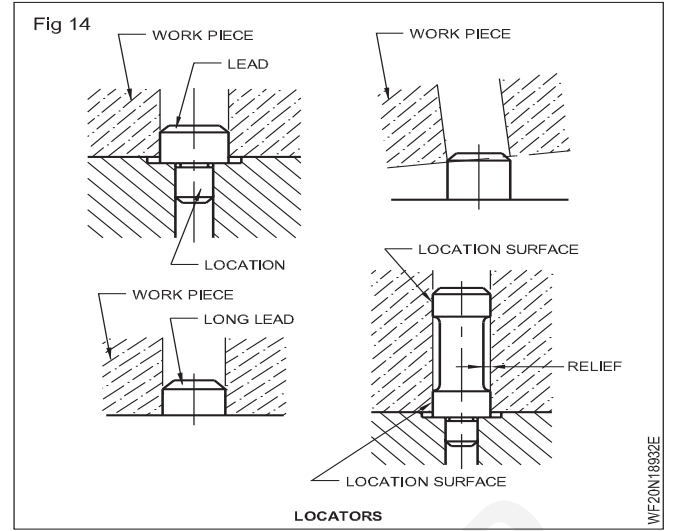 Fig 14
WORK PIECE
LEAD
LOCATION
WORK PIECE
LONG LEAD
WORK PIECE
LOCATION SURFACE
RELIEF
LOCATION SURFACE
LOCATORS
WF20N18932E